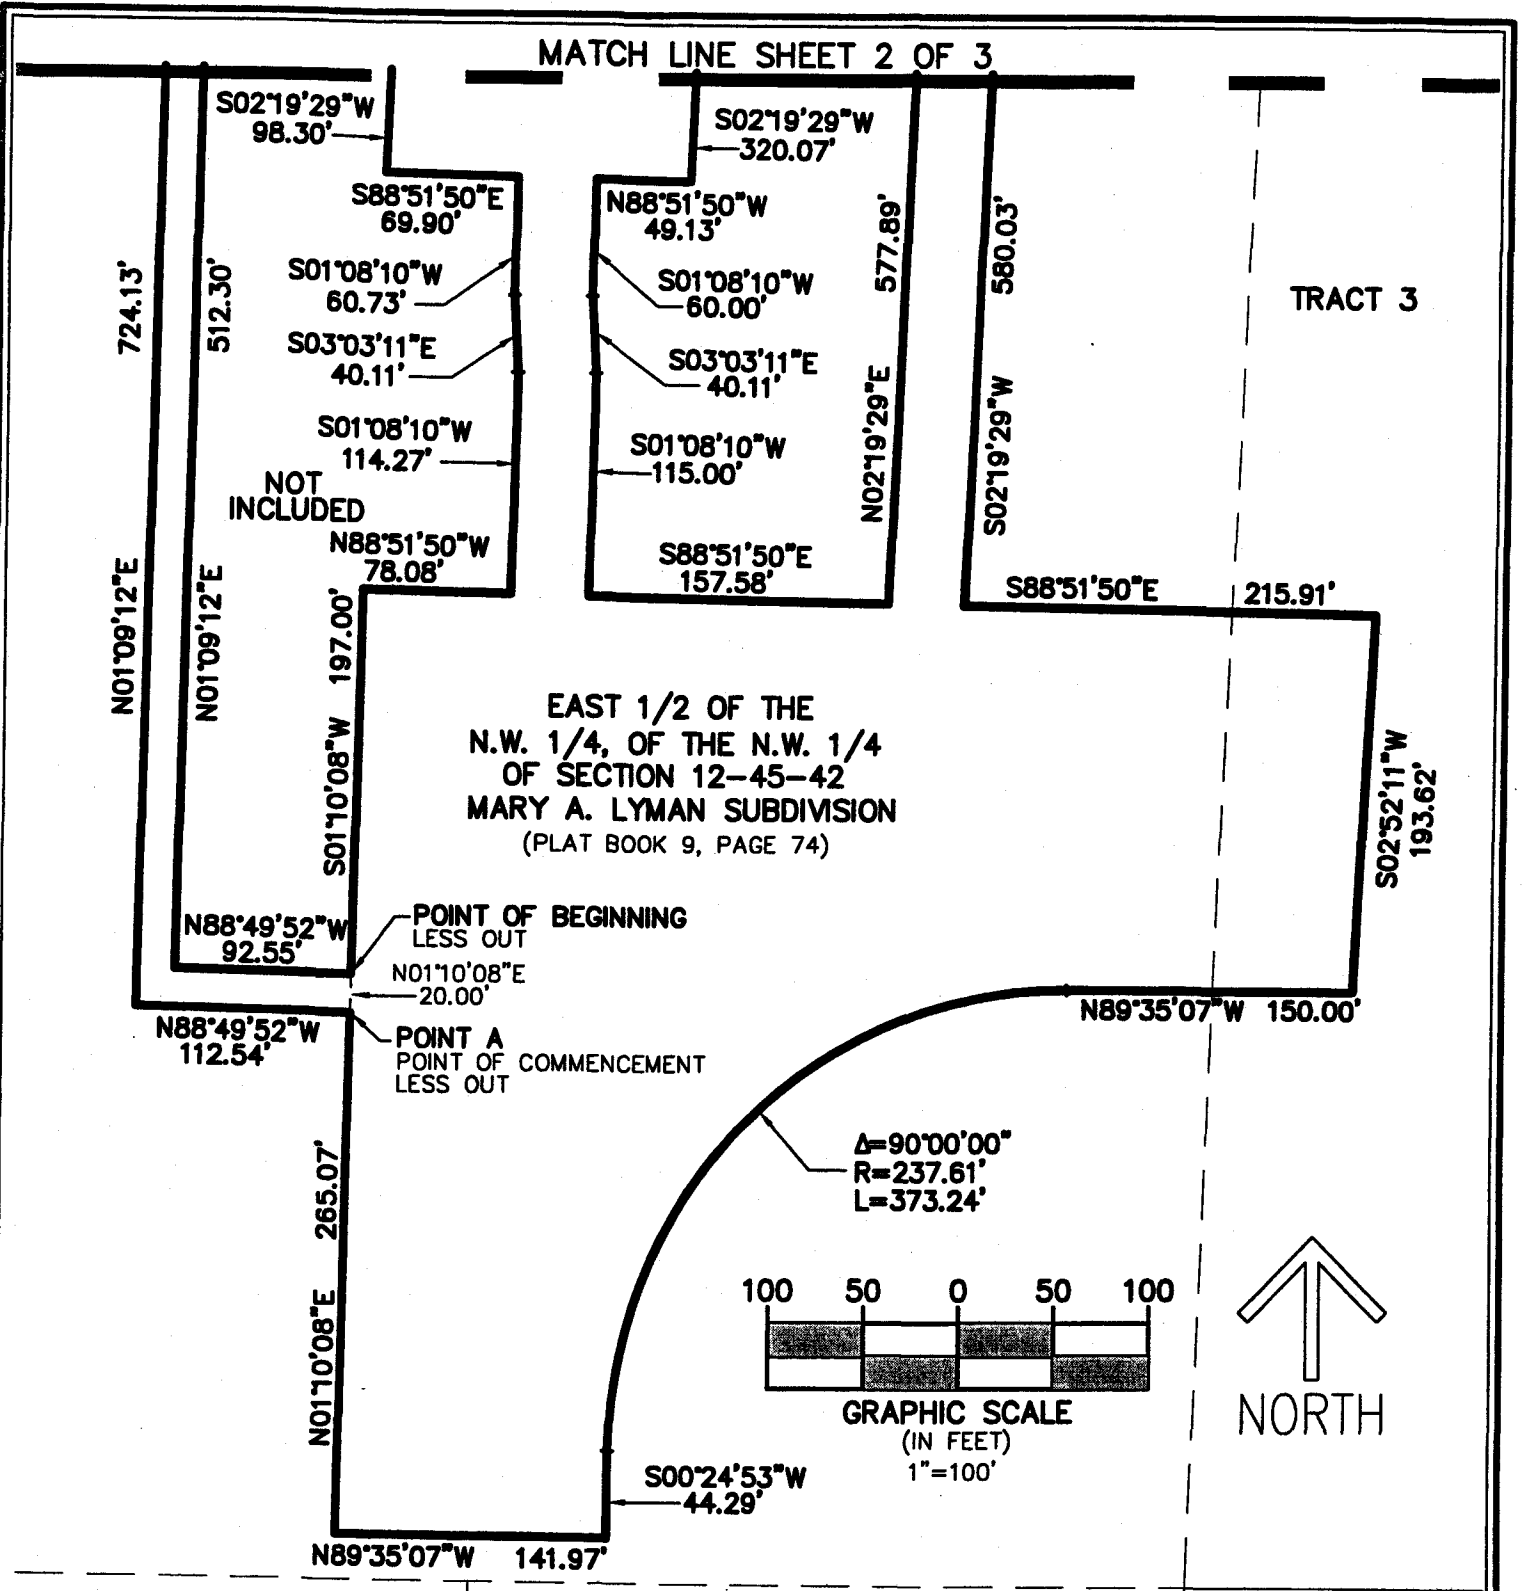 MATCH LINE SHEET 2 OF 3
S02°19'29"W
98.30'
S02°19'29"W
320.07'
S88°51'50"E
69.90'
N88°51'50"W
49.13'
577.89'
580.03'
S01°08'10"W
60.73'
S01°08'10"W
60.00'
TRACT 3
724.13'
512.30'
S03°03'11"E
40.11'
S03°03'11"E
40.11'
N02°19'29"E
S02°19'29"W
S01°08'10"W
114.27'
S01°08'10"W
115.00'
NOT
INCLUDED
N88°51'50"W
78.08'
S88°51'50"E
157.58'
S88°51'50"E 215.91'
N01°09'12"E
N01°09'12"E
S01°10'08"W 197.00'
EAST 1/2 OF THE
N.W. 1/4, OF THE N.W. 1/4
OF SECTION 12-45-42
MARY A. LYMAN SUBDIVISION
(PLAT BOOK 9, PAGE 74)
S02°52'11"W
193.62'
N88°49'52"W
92.55'
POINT OF BEGINNING
LESS OUT
N01°10'08"E
20.00'
N89°35'07"W 150.00'
N88°49'52"W
112.54'
POINT A
POINT OF COMMENCEMENT
LESS OUT
N01°10'08"E 265.07'
Δ=90°00'00"
R=237.61'
L=373.24'
100 50 0 50 100
GRAPHIC SCALE
(IN FEET)
1"=100'
NORTH
S00°24'53"W
44.29'
N89°35'07"W 141.97'